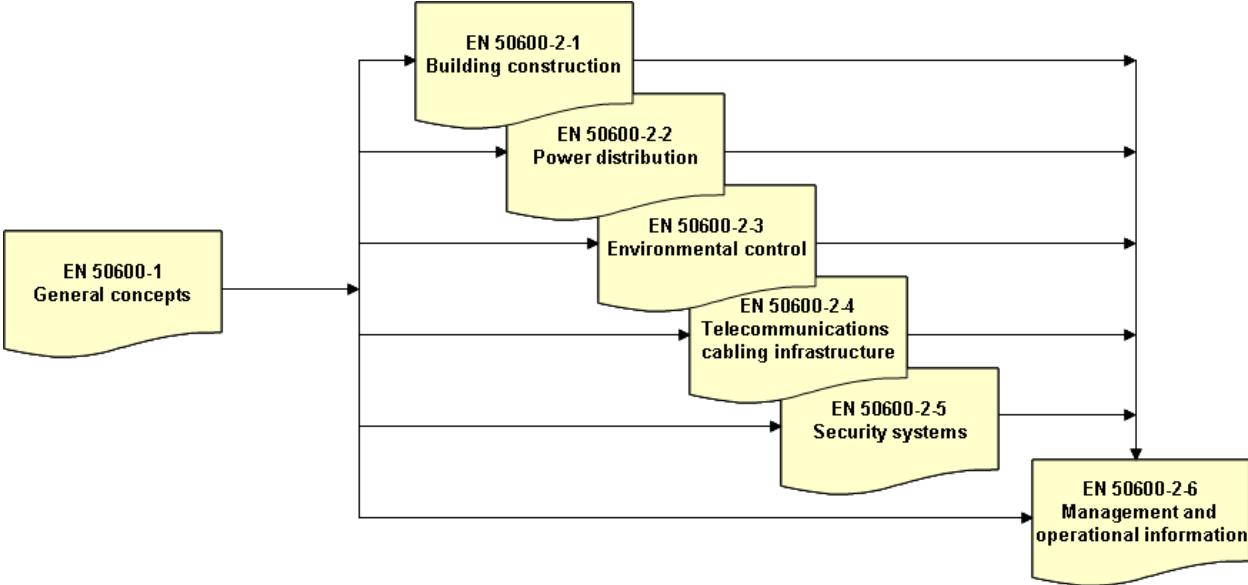 EN 50600-2-1
Building construction
EN 50600-2-2
Power distribution
EN 50600-2-3
Environmental control
EN 50600-1
General concepts
EN 50600-2-4
Telecommunications
cabling infrastructure
EN 50600-2-5
Security systems
EN 50600-2-6
Management and
operational information